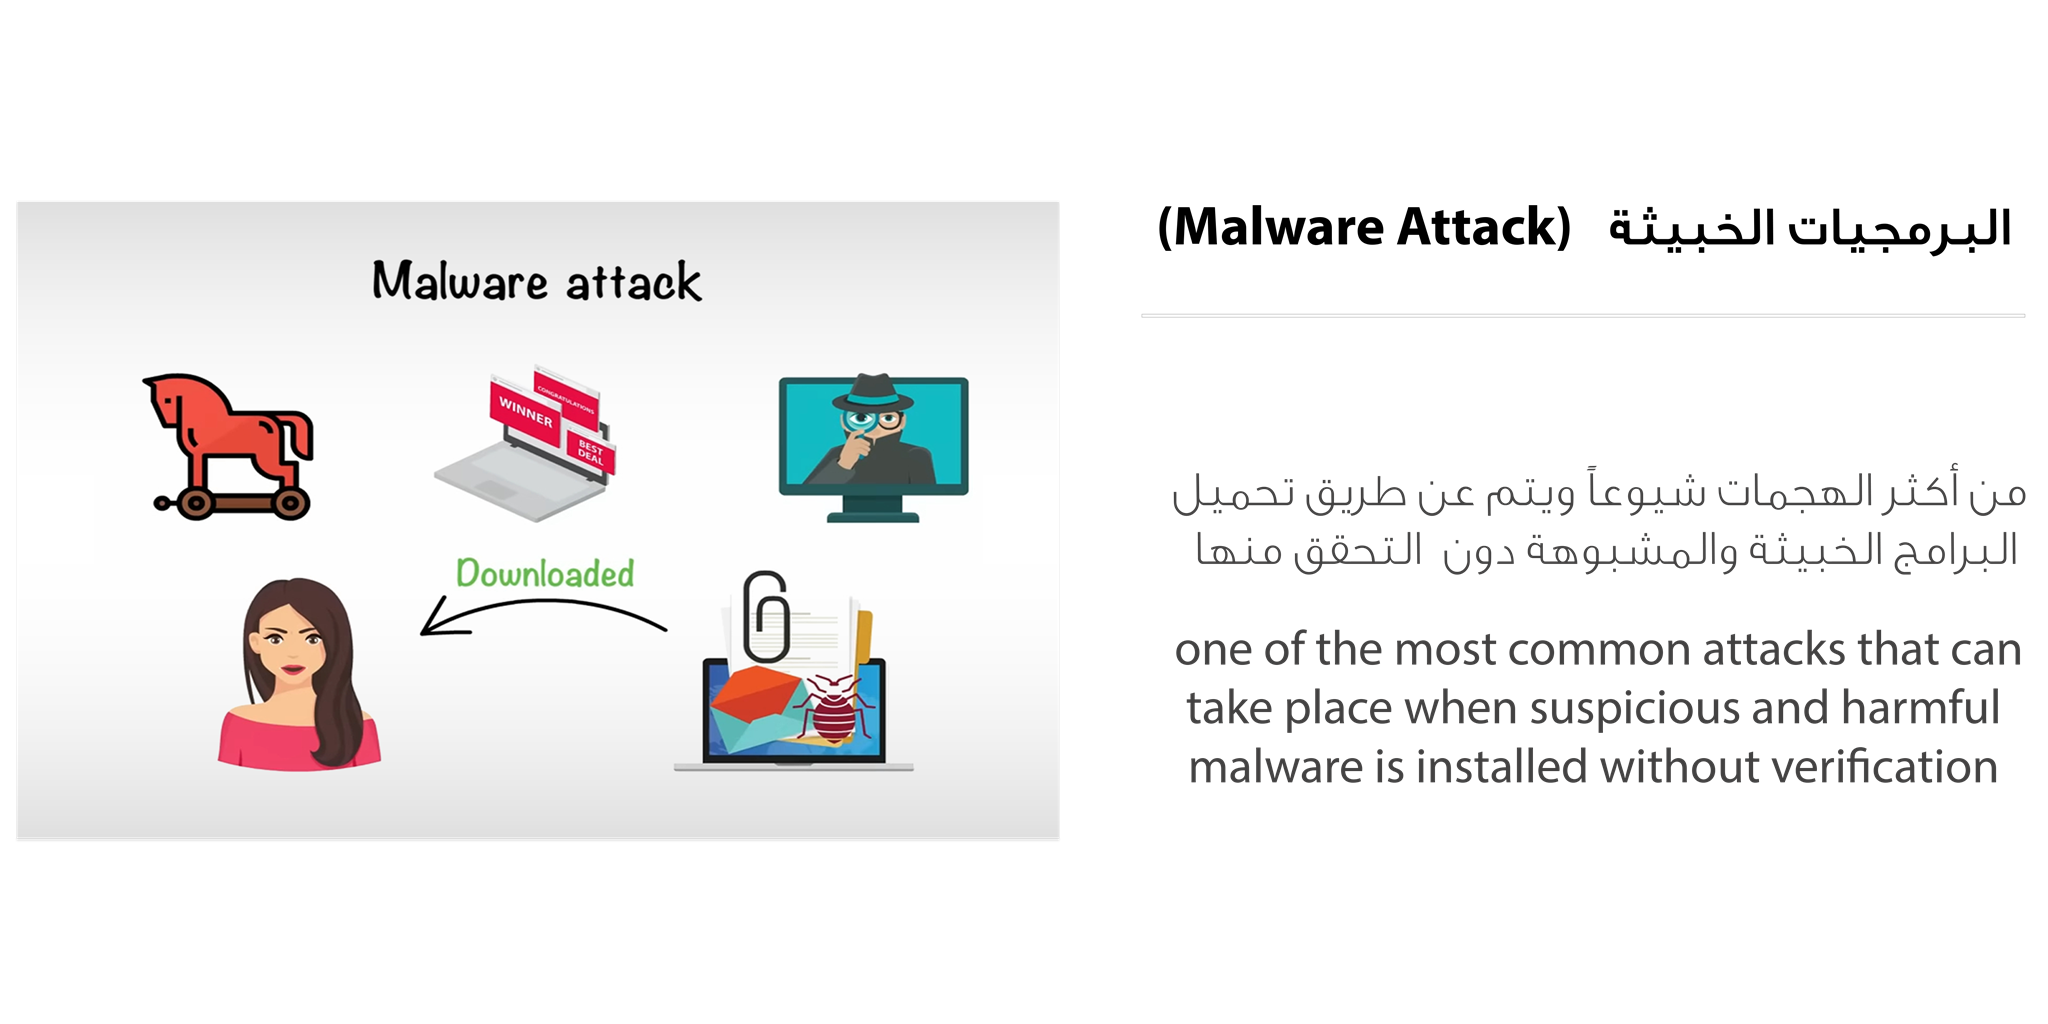 Malware attack
WINNER
CONGRATULATIONS
BEST
DEAL
Downloaded
البرمجيات الخبيثة (Malware Attack)
من أكثر الهجمات شيوعاً ويتم عن طريق تحميل
البرامج الخبيثة والمشبوهة دون التحقق منها
one of the most common attacks that can
take place when suspicious and harmful
malware is installed without verification